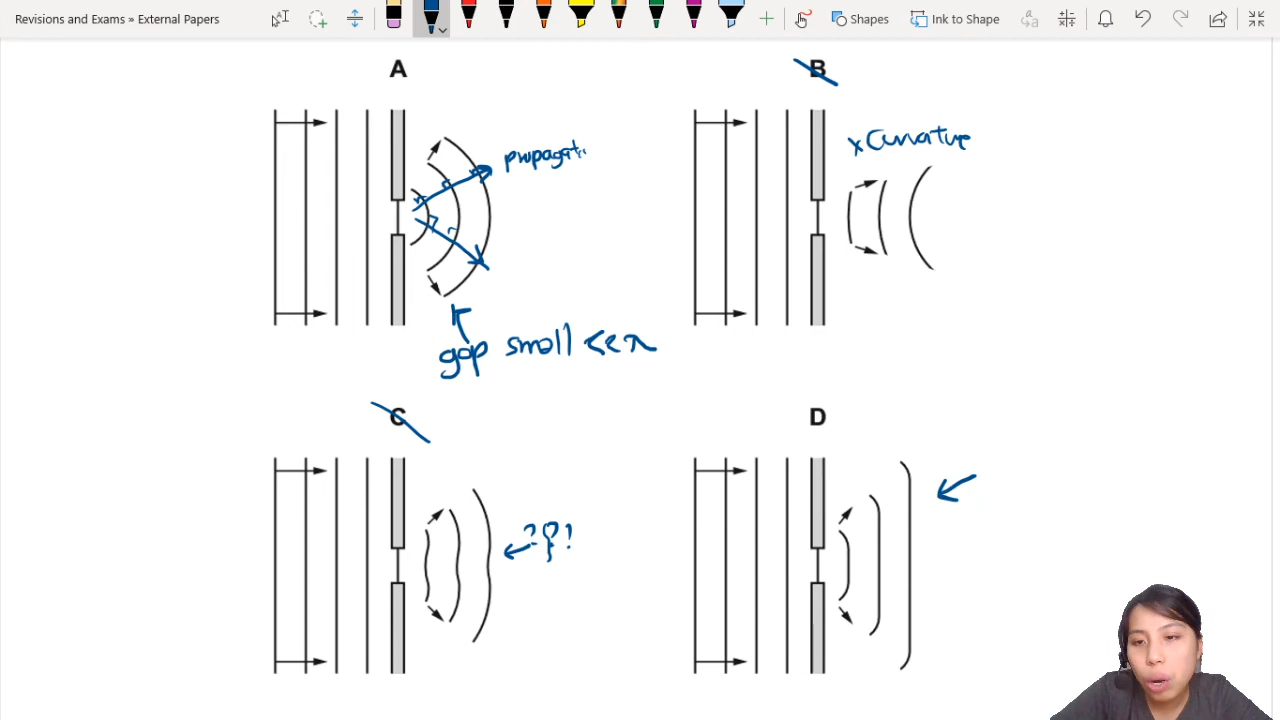 Revisions and Exams » External Papers
Shapes
Ink to Shape
A
B
propagat
x Curvature
gap small << λ
C
D
??!